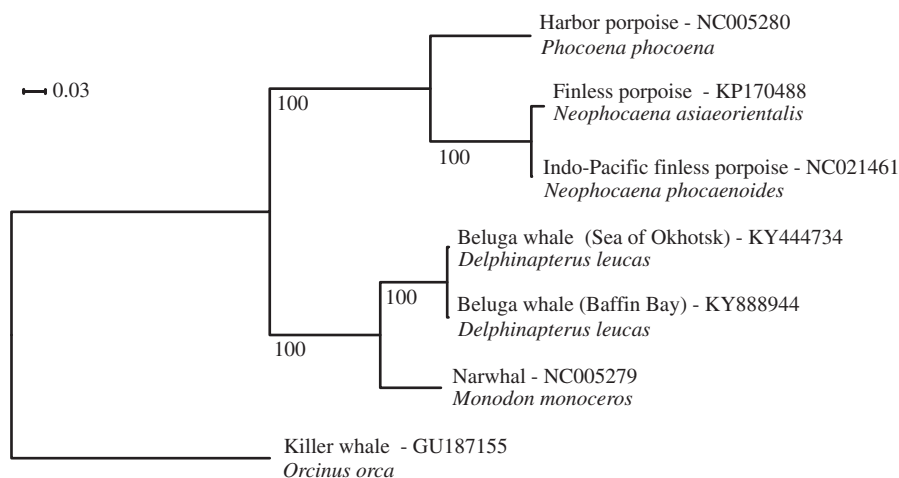 Harbor porpoise - NC005280
Phocoena phocoena
0.03
Finless porpoise - KP170488
Neophocaena asiaeorientalis
100
100
Indo-Pacific finless porpoise - NC021461
Neophocaena phocaenoides
Beluga whale (Sea of Okhotsk) - KY444734
Delphinapterus leucas
100
Beluga whale (Baffin Bay) - KY888944
Delphinapterus leucas
100
Narwhal - NC005279
Monodon monoceros
Killer whale - GU187155
Orcinus orca